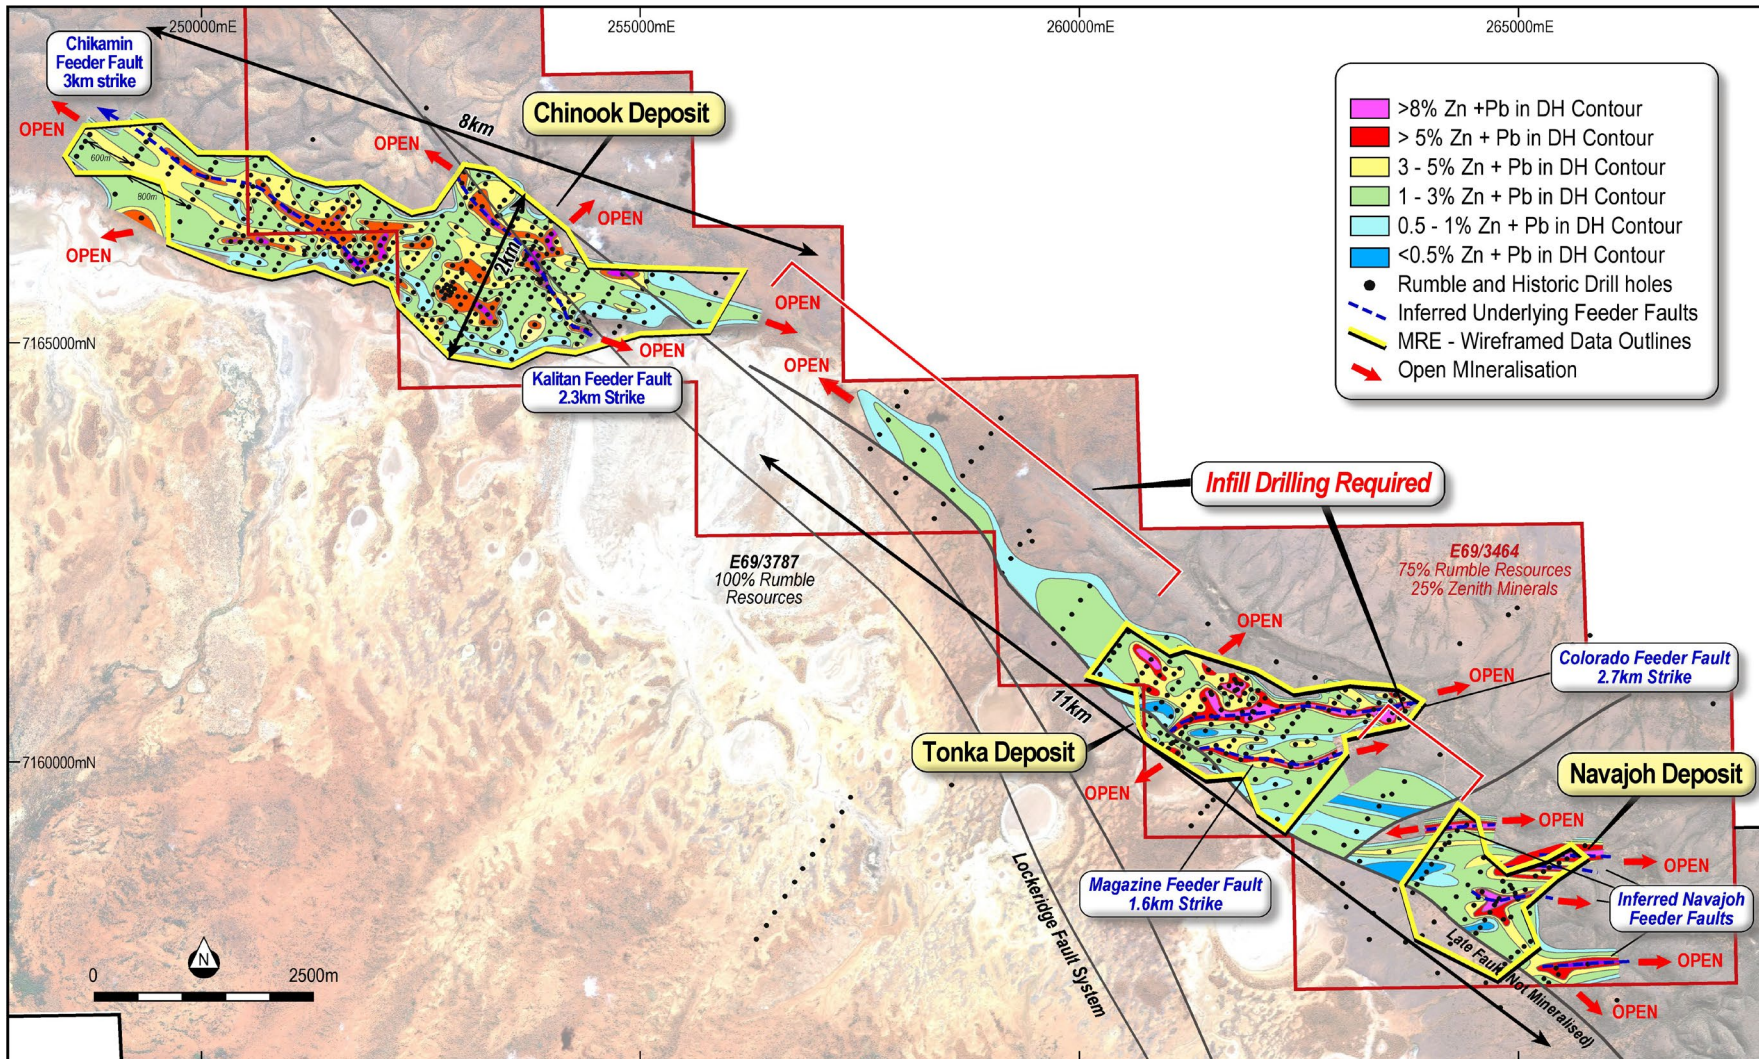 250000mE
255000mE
260000mE
265000mE
Chikamin
Feeder Fault
3km strike
OPEN
600m
800m
OPEN
OPEN
8km
Chinook Deposit
OPEN
2km
OPEN
OPEN
OPEN
Kalitan Feeder Fault
2.3km Strike
7165000mN
>8% Zn +Pb in DH Contour
> 5% Zn + Pb in DH Contour
3 - 5% Zn + Pb in DH Contour
1 - 3% Zn + Pb in DH Contour
0.5 - 1% Zn + Pb in DH Contour
<0.5% Zn + Pb in DH Contour
Rumble and Historic Drill holes
Inferred Underlying Feeder Faults
MRE - Wireframed Data Outlines
Open MIneralisation
OPEN
Infill Drilling Required
E69/3787
100% Rumble
Resources
E69/3464
75% Rumble Resources
25% Zenith Minerals
OPEN
OPEN
Colorado Feeder Fault
2.7km Strike
11km
Tonka Deposit
OPEN
7160000mN
Navajoh Deposit
OPEN
OPEN
Magazine Feeder Fault
1.6km Strike
Inferred Navajoh
Feeder Faults
Lockeridge Fault System
Late Fault (Not Mineralised)
OPEN
OPEN
N
0
2500m